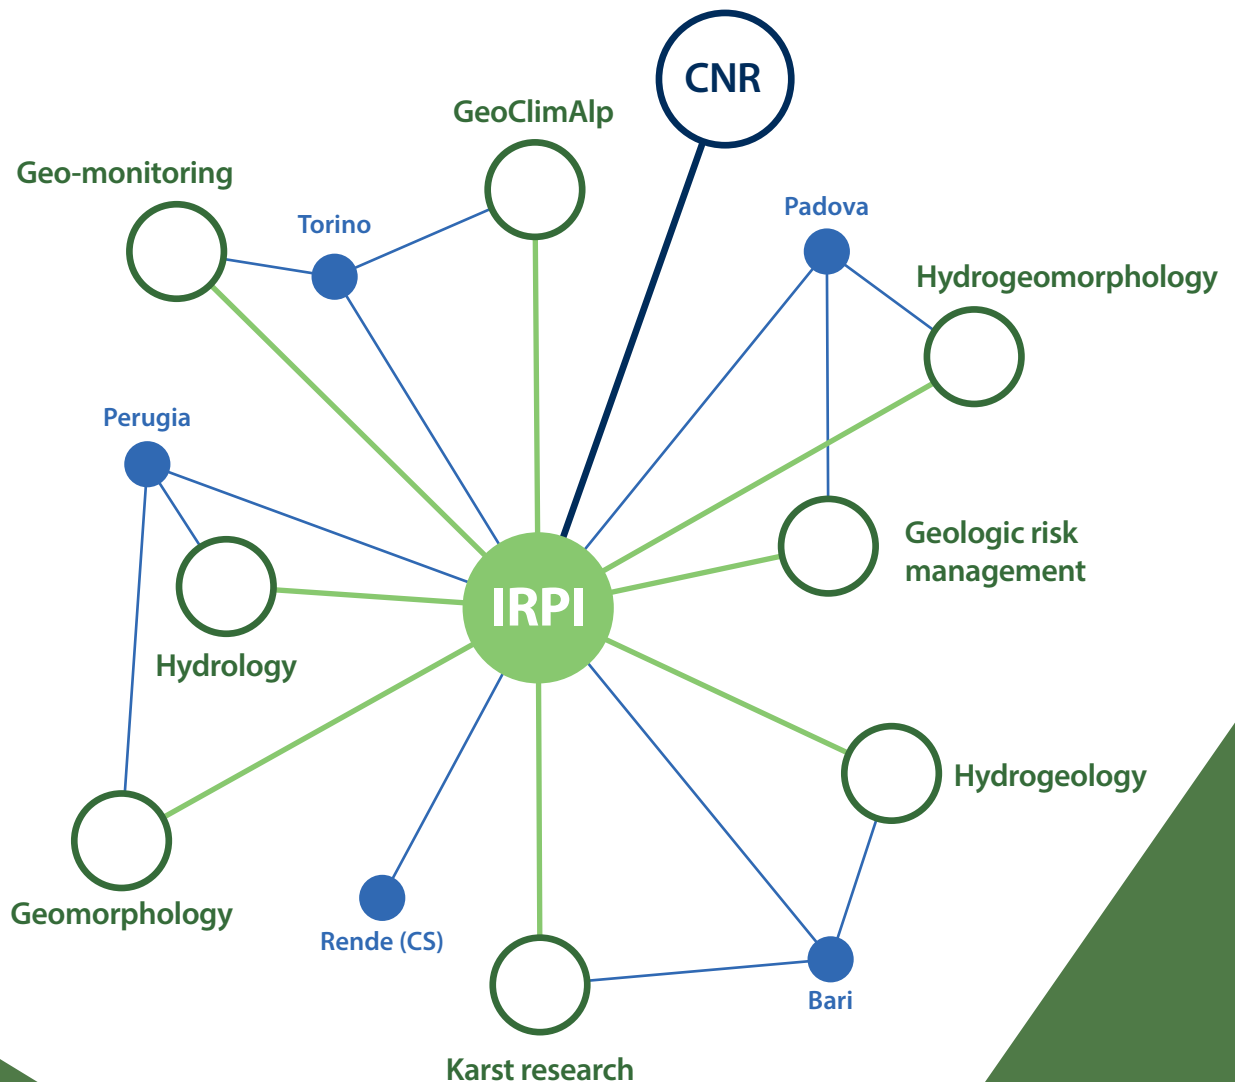 CNR
GeoClimAlp
Geo-monitoring
Torino
Padova
Hydrogeomorphology
Perugia
Geologic risk
management
IRPI
Hydrology
Hydrogeology
Geomorphology
Rende (CS)
Bari
Karst research